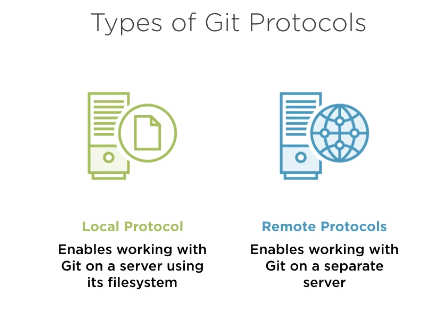 Types of Git Protocols
Local Protocol
Enables working with
Git on a server using
its filesystem
Remote Protocols
Enables working with
Git on a separate
server